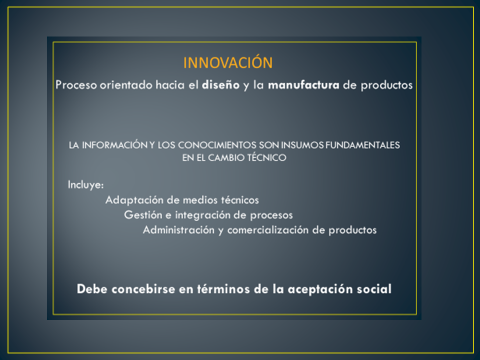 INNOVACIÓN
Proceso orientado hacia el diseño y la manufactura de productos
LA INFORMACIÓN Y LOS CONOCIMIENTOS SON INSUMOS FUNDAMENTALES
EN EL CAMBIO TÉCNICO
Incluye:
Adaptación de medios técnicos
Gestión e integración de procesos
Administración y comercialización de productos
Debe concebirse en términos de la aceptación social